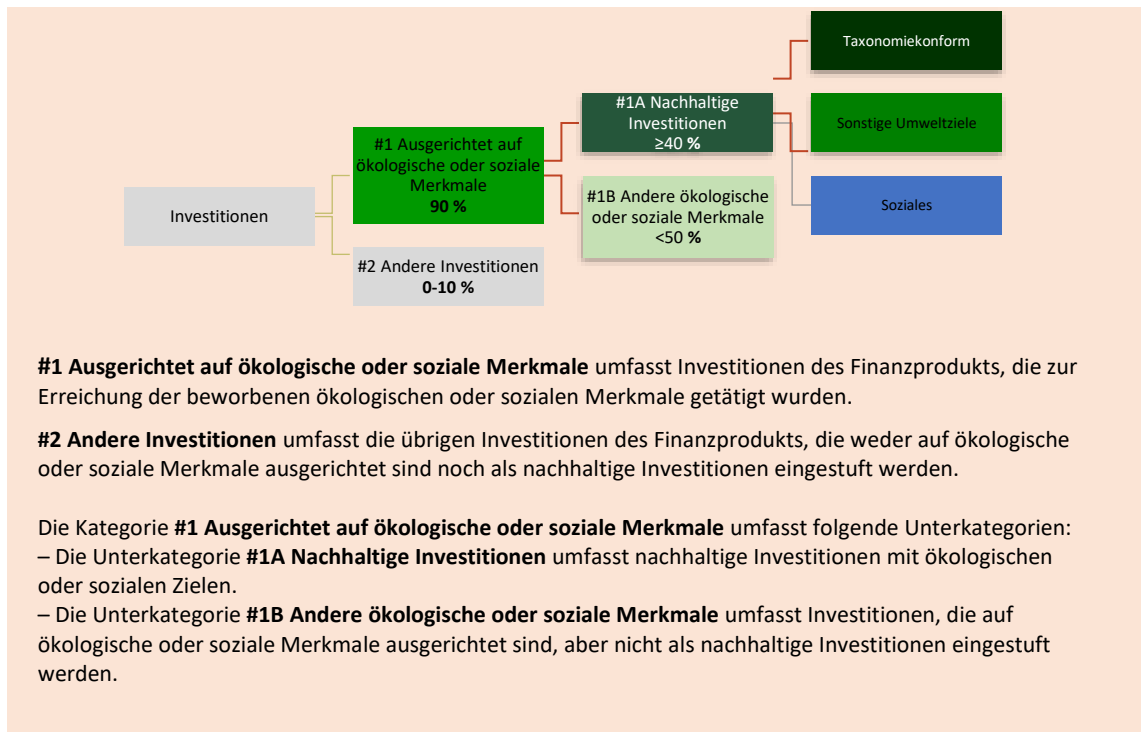 Taxonomiekonform
#1A Nachhaltige
Investitionen
≥40 %
Sonstige Umweltziele
#1 Ausgerichtet auf
ökologische oder soziale
Merkmale
90 %
#1B Andere ökologische
oder soziale Merkmale
<50 %
Soziales
Investitionen
#2 Andere Investitionen
0-10 %
#1 Ausgerichtet auf ökologische oder soziale Merkmale umfasst Investitionen des Finanzprodukts, die zur
Erreichung der beworbenen ökologischen oder sozialen Merkmale getätigt wurden.
#2 Andere Investitionen umfasst die übrigen Investitionen des Finanzprodukts, die weder auf ökologische
oder soziale Merkmale ausgerichtet sind noch als nachhaltige Investitionen eingestuft werden.
Die Kategorie #1 Ausgerichtet auf ökologische oder soziale Merkmale umfasst folgende Unterkategorien:
– Die Unterkategorie #1A Nachhaltige Investitionen umfasst nachhaltige Investitionen mit ökologischen
oder sozialen Zielen.
– Die Unterkategorie #1B Andere ökologische oder soziale Merkmale umfasst Investitionen, die auf
ökologische oder soziale Merkmale ausgerichtet sind, aber nicht als nachhaltige Investitionen eingestuft
werden.